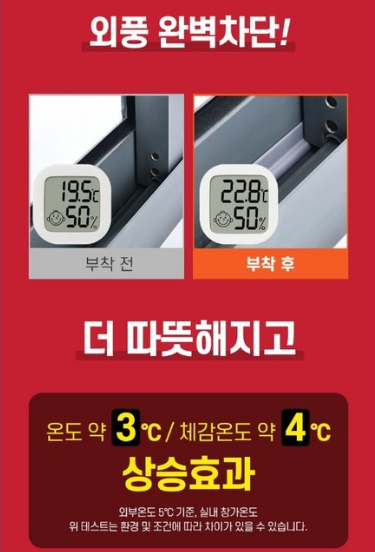 외풍 완벽차단!
19.5℃
50%
22.8℃
50%
부착 전
부착 후
더 따뜻해지고
온도 약 3℃ / 체감온도 약 4℃
상승효과
외부온도 5℃ 기준, 실내 창가온도
위 테스트는 환경 및 조건에 따라 차이가 있을 수 있습니다.